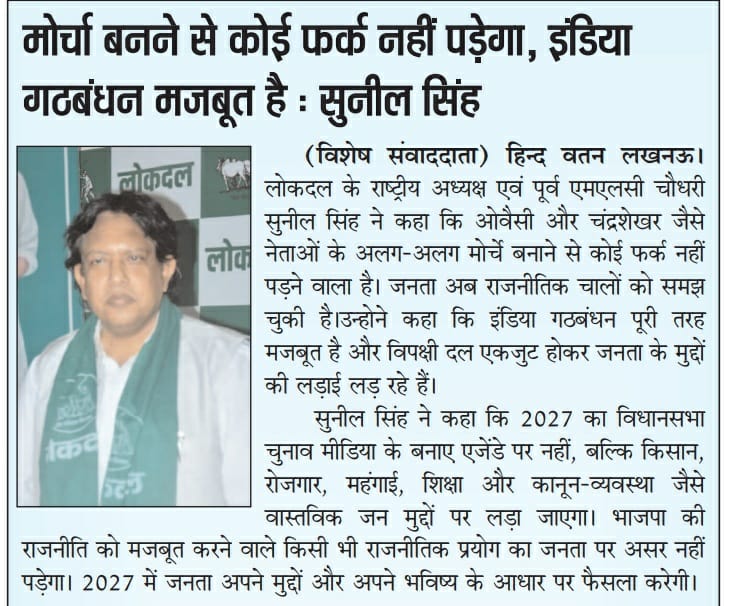 मोर्चा बनने से कोई फर्क नहीं पड़ेगा, इंडिया
गठबंधन मजबूत है : सुनील सिंह
लोकदल
लोक
(विशेष संवाददाता) हिन्द वतन लखनऊ।
लोकदल के राष्ट्रीय अध्यक्ष एवं पूर्व एमएलसी चौधरी
सुनील सिंह ने कहा कि ओवैसी और चंद्रशेखर जैसे
नेताओं के अलग-अलग मोर्चे बनाने से कोई फर्क नहीं
पड़ने वाला है। जनता अब राजनीतिक चालों को समझ
चुकी है।उन्होने कहा कि इंडिया गठबंधन पूरी तरह
मजबूत है और विपक्षी दल एकजुट होकर जनता के मुद्दों
की लड़ाई लड़ रहे हैं।
सुनील सिंह ने कहा कि 2027 का विधानसभा
चुनाव मीडिया के बनाए एजेंडे पर नहीं, बल्कि किसान,
रोजगार, महंगाई, शिक्षा और कानून-व्यवस्था जैसे
वास्तविक जन मुद्दों पर लड़ा जाएगा। भाजपा की
राजनीति को मजबूत करने वाले किसी भी राजनीतिक प्रयोग का जनता पर असर नहीं
पड़ेगा। 2027 में जनता अपने मुद्दों और अपने भविष्य के आधार पर फैसला करेगी।